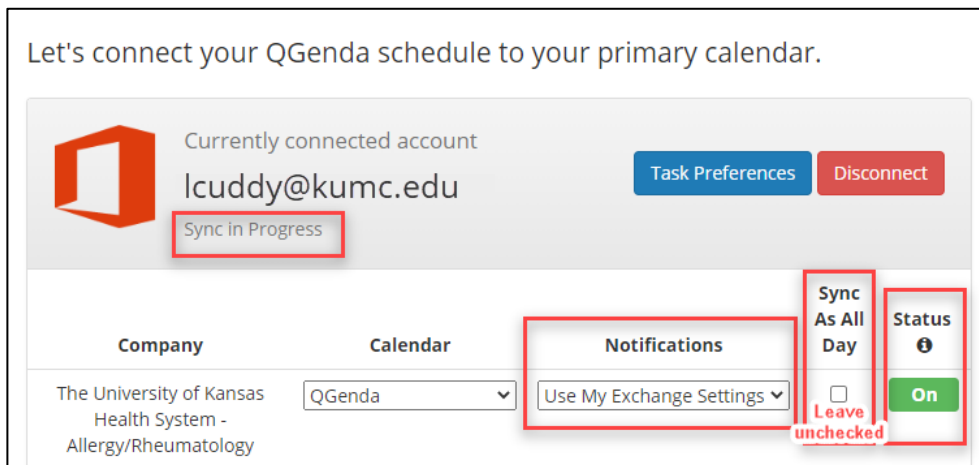 Let's connect your QGenda schedule to your primary calendar.
Currently connected account
lcuddy@kumc.edu
Sync in Progress
Task Preferences
Disconnect
Company
Calendar
Notifications
Sync
As All
Day
Status
The University of Kansas
Health System -
Allergy/Rheumatology
QGenda
Use My Exchange Settings
Leave
unchecked
On